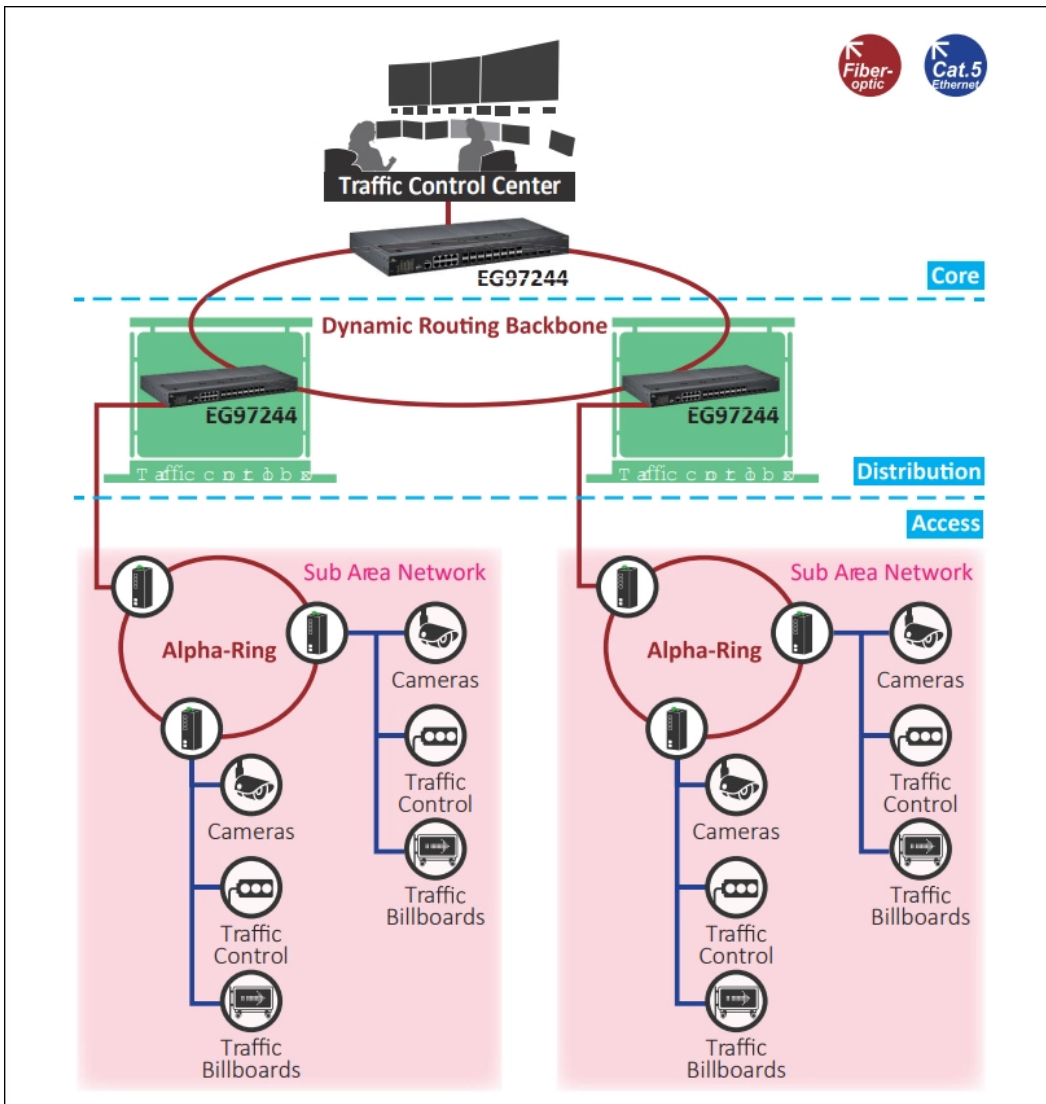 Fiber-
optic
Cat.5
Ethernet
Traffic Control Center
EG97244
Core
Dynamic Routing Backbone
EG97244
EG97244
Distribution
Access
Sub Area Network
Sub Area Network
Alpha-Ring
Alpha-Ring
Cameras
Cameras
Traffic
Control
Traffic
Control
Cameras
Cameras
Traffic
Billboards
Traffic
Billboards
Traffic
Control
Traffic
Control
Traffic
Billboards
Traffic
Billboards